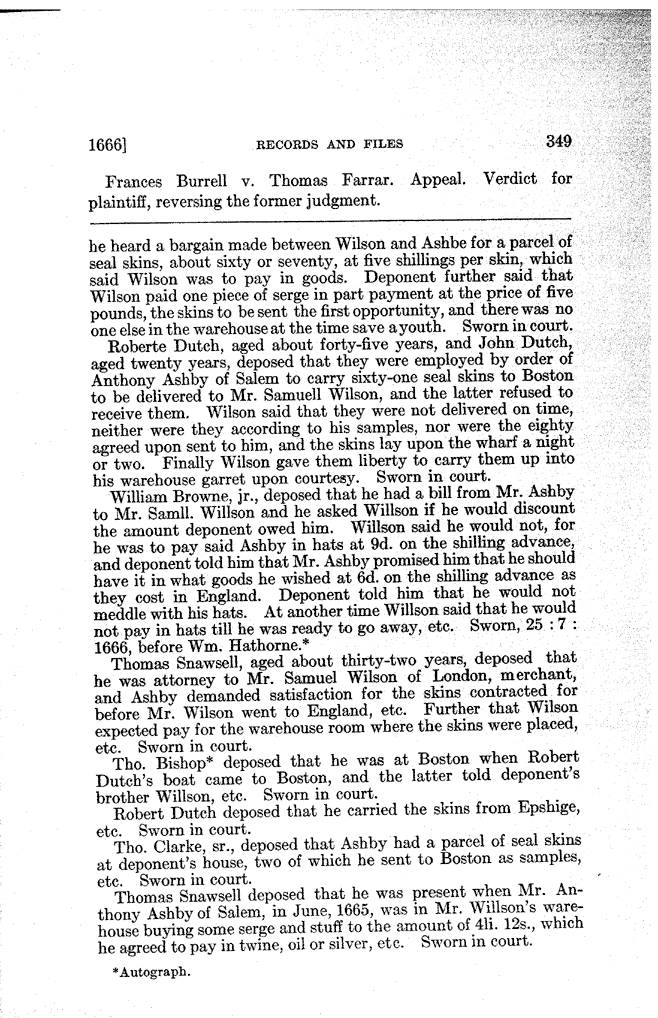 1666] RECORDS AND FILES 349
Frances Burrell v. Thomas Farrar. Appeal. Verdict for
plaintiff, reversing the former judgment.
he heard a bargain made between Wilson and Ashbe for a parcel of
seal skins, about sixty or seventy, at five shillings per skin, which
said Wilson was to pay in goods. Deponent further said that
Wilson paid one piece of serge in part payment at the price of five
pounds, the skins to be sent the first opportunity, and there was no
one else in the warehouse at the time save a youth. Sworn in court.
Roberte Dutch, aged about forty-five years, and John Dutch,
aged twenty years, deposed that they were employed by order of
Anthony Ashby of Salem to carry sixty-one seal skins to Boston
to be delivered to Mr. Samuell Wilson, and the latter refused to
receive them. Wilson said that they were not delivered on time,
neither were they according to his samples, nor were the eighty
agreed upon sent to him, and the skins lay upon the wharf a night
or two. Finally Wilson gave them liberty to carry them up into
his warehouse garret upon courtesy. Sworn in court.
William Browne, jr., deposed that he had a bill from Mr. Ashby
to Mr. Samll. Willson and he asked Willson if he would discount
the amount deponent owed him. Willson said he would not, for
he was to pay said Ashby in hats at 9d. on the shilling advance,
and deponent told him that Mr. Ashby promised him that he should
have it in what goods he wished at 6d. on the shilling advance as
they cost in England. Deponent told him that he would not
meddle with his hats. At another time Willson said that he would
not pay in hats till he was ready to go away, etc. Sworn, 25 : 7 :
1666, before Wm. Hathorne.*
Thomas Snawsell, aged about thirty-two years, deposed that
he was attorney to Mr. Samuel Wilson of London, merchant,
and Ashby demanded satisfaction for the skins contracted for
before Mr. Wilson went to England, etc. Further that Wilson
expected pay for the warehouse room where the skins were placed,
etc. Sworn in court.
Tho. Bishop* deposed that he was at Boston when Robert
Dutch's boat came to Boston, and the latter told deponent's
brother Willson, etc. Sworn in court.
Robert Dutch deposed that he carried the skins from Epshige,
etc. Sworn in court.
Tho. Clarke, sr., deposed that Ashby had a parcel of seal skins
at deponent's house, two of which he sent to Boston as samples,
etc. Sworn in court.
Thomas Snawsell deposed that he was present when Mr. An-
thony Ashby of Salem, in June, 1665, was in Mr. Willson's ware-
house buying some serge and stuff to the amount of 4li. 12s., which
he agreed to pay in twine, oil or silver, etc. Sworn in court.
*Autograph.